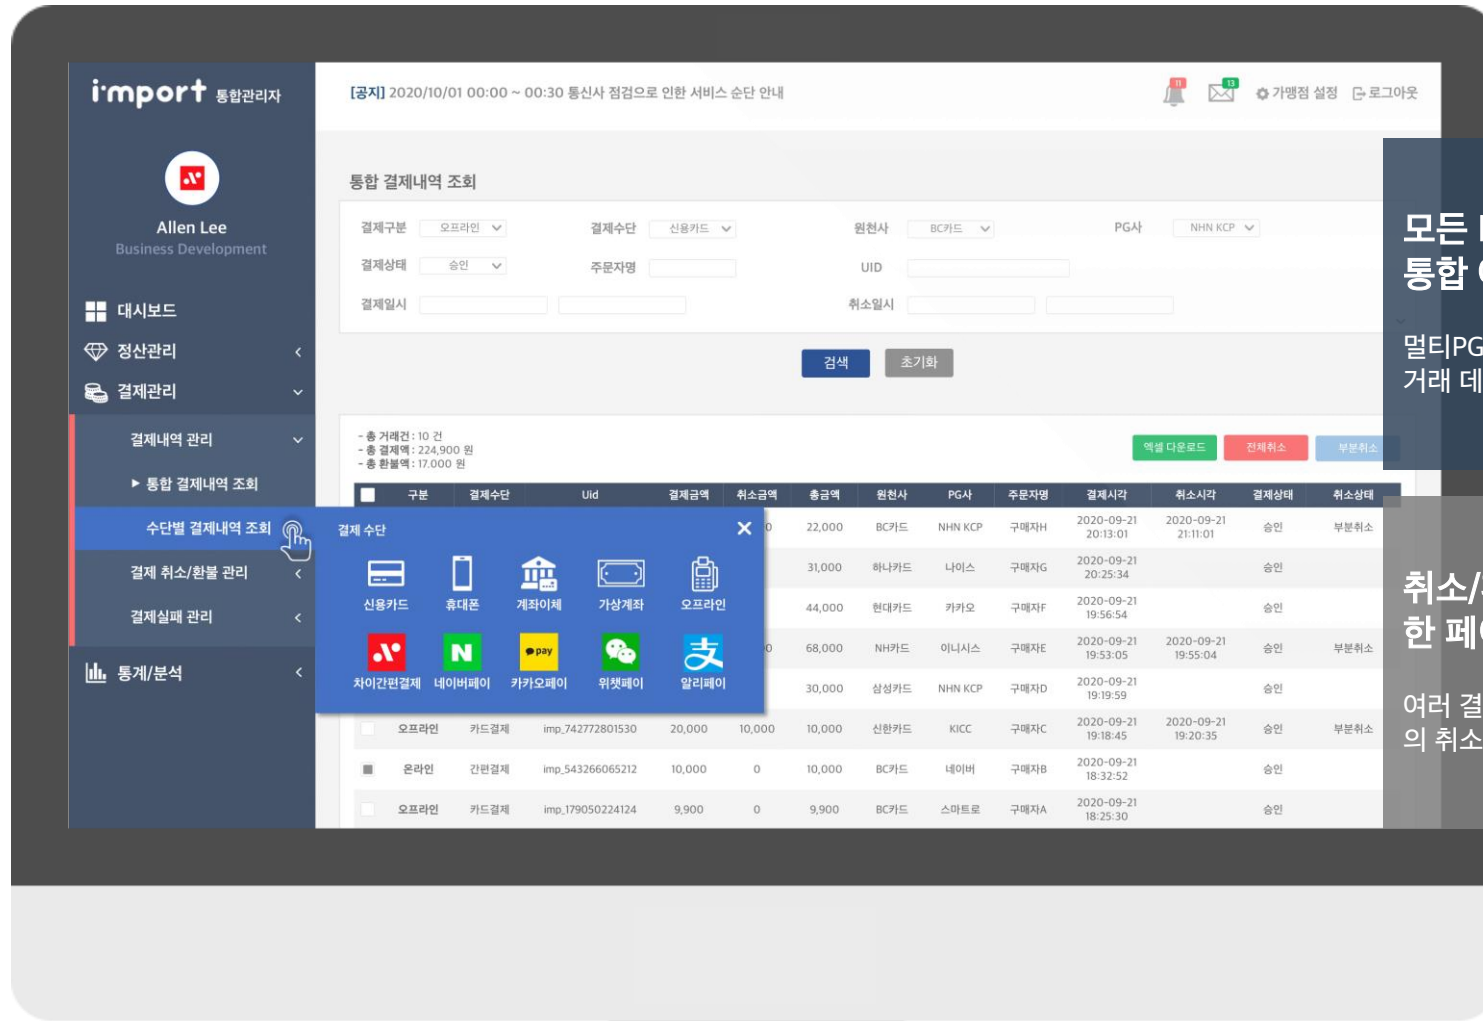 i'mport 통합관리자
[공지] 2020/10/01 00:00 ~ 00:30 통신사 점검으로 인한 서비스 순단 안내
11
13
가맹점 설정
로그아웃
Allen Lee
Business Development
대시보드
정산관리
결제관리
결제내역 관리
▶ 통합 결제내역 조회
수단별 결제내역 조회
결제 취소/환불 관리
결제실패 관리
통계/분석
통합 결제내역 조회
결제구분 오프라인 결제수단 신용카드 원천사 BC카드 PG사 NHN KCP
결제상태 승인 주문자명 UID
결제일시 취소일시
검색 초기화
- 총 거래건 : 10 건
- 총 결제액 : 224,900 원
- 총 환불액 : 17.000 원
엑셀 다운로드 전체취소 부분취소
구분 결제수단 Uid 결제금액 취소금액 총금액 원천사 PG사 주문자명 결제시각 취소시각 결제상태 취소상태
0 22,000 BC카드 NHN KCP 구매자H 2020-09-21 20:13:01 2020-09-21 21:11:01 승인 부분취소
31,000 하나카드 나이스 구매자G 2020-09-21 20:25:34 승인
44,000 현대카드 카카오 구매자F 2020-09-21 19:56:54 승인
0 68,000 NH카드 이니시스 구매자E 2020-09-21 19:53:05 2020-09-21 19:55:04 승인 부분취소
30,000 삼성카드 NHN KCP 구매자D 2020-09-21 19:19:59 승인
오프라인 카드결제 imp_742772801530 20,000 10,000 10,000 신한카드 KICC 구매자C 2020-09-21 19:18:45 2020-09-21 19:20:35 승인 부분취소
온라인 간편결제 imp_543266065212 10,000 0 10,000 BC카드 네이버 구매자B 2020-09-21 18:32:52 승인
오프라인 카드결제 imp_179050224124 9,900 0 9,900 BC카드 스마트로 구매자A 2020-09-21 18:25:30 승인
결제 수단
신용카드 휴대폰 계좌이체 가상계좌 오프라인
N pay 支
차이간편결제 네이버페이 카카오페이 위챗페이 알리페이
모든
통합
멀티PG
거래 데
취소/
한 페
여러 결
의 취소